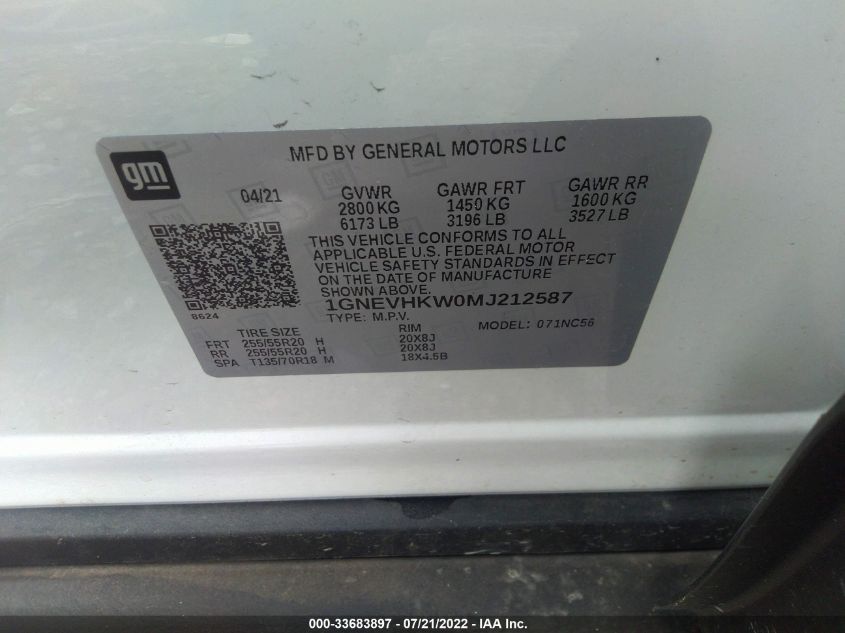 gm
MFD BY GENERAL MOTORS LLC
04/21
GVWR GAWR FRT GAWR RR
2800 KG 1450 KG 1600 KG
6173 LB 3196 LB 3527 LB
THIS VEHICLE CONFORMS TO ALL
APPLICABLE U.S. FEDERAL MOTOR
VEHICLE SAFETY STANDARDS IN EFFECT
ON THE DATE OF MANUFACTURE
SHOWN ABOVE.
1GNEVHKW0MJ212587
8624
TYPE: M.P.V. MODEL: 071NC56
TIRE SIZE RIM
FRT 255/55R20 H 20X8J
RR 255/55R20 H 20X8J
SPA T135/70R18 M 18X4.5B
000-33683897 - 07/21/2022 - IAA Inc.